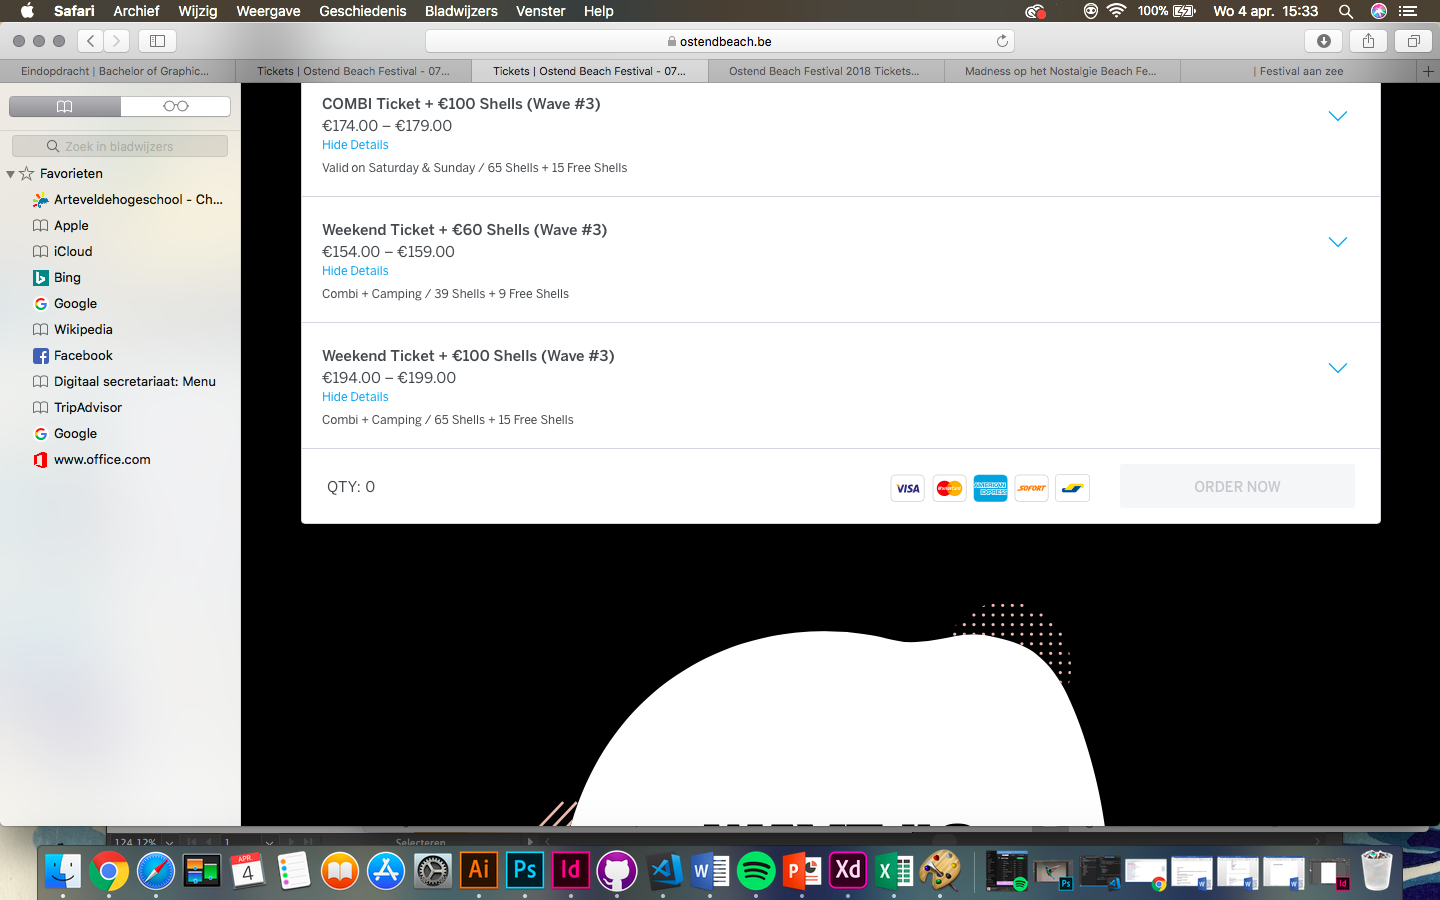 Safari Archief Wijzig Weergave Geschiedenis Bladwijzers Venster Help 100% Wo 4 apr. 15:33
ostendbeach.be
Eindopdracht | Bachelor of Graphic... Tickets | Ostend Beach Festival - 07... Tickets | Ostend Beach Festival - 07... Ostend Beach Festival 2018 Tickets... Madness op het Nostalgie Beach Fe... | Festival aan zee
Zoek in bladwijzers
Favorieten
Arteveldehogeschool - Ch...
Apple
iCloud
Bing
Google
Wikipedia
Facebook
Digitaal secretariaat: Menu
TripAdvisor
Google
www.office.com
COMBI Ticket + €100 Shells (Wave #3)
€174.00 – €179.00
Hide Details
Valid on Saturday & Sunday / 65 Shells + 15 Free Shells
Weekend Ticket + €60 Shells (Wave #3)
€154.00 – €159.00
Hide Details
Combi + Camping / 39 Shells + 9 Free Shells
Weekend Ticket + €100 Shells (Wave #3)
€194.00 – €199.00
Hide Details
Combi + Camping / 65 Shells + 15 Free Shells
QTY: 0 VISA MasterCard AMERICAN EXPRESS SOFORT ORDER NOW
124,12% 1 Selecteren
APR. 4 Ai Ps Id W P Xd X